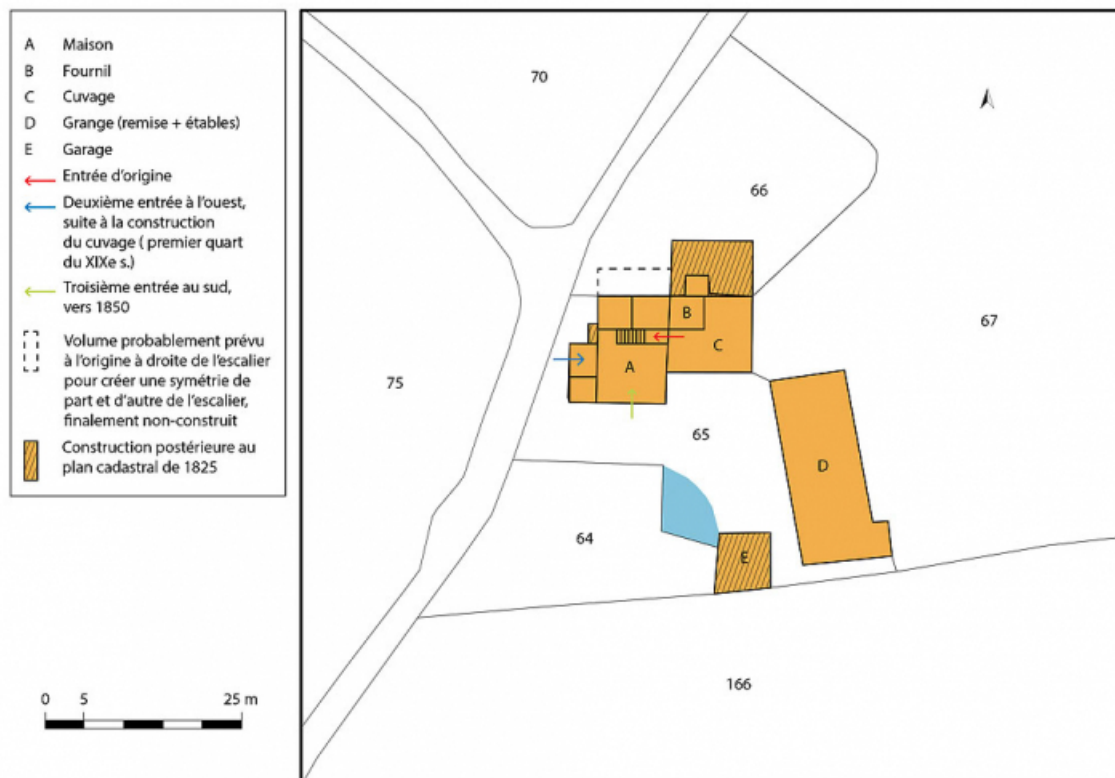 A Maison
B Fournil
C Cuvage
D Grange (remise + étables)
E Garage
Entrée d'origine
Deuxième entrée à l'ouest,
suite à la construction
du cuvage ( premier quart
du XIXe s.)
Troisième entrée au sud,
vers 1850
Volume probablement prévu
à l'origine à droite de l'escalier
pour créer une symétrie de
part et d'autre de l'escalier,
finalement non-construit
Construction postérieure au
plan cadastral de 1825
0 5 25 m
70
66
67
B
C
A
75
65
D
64
E
166